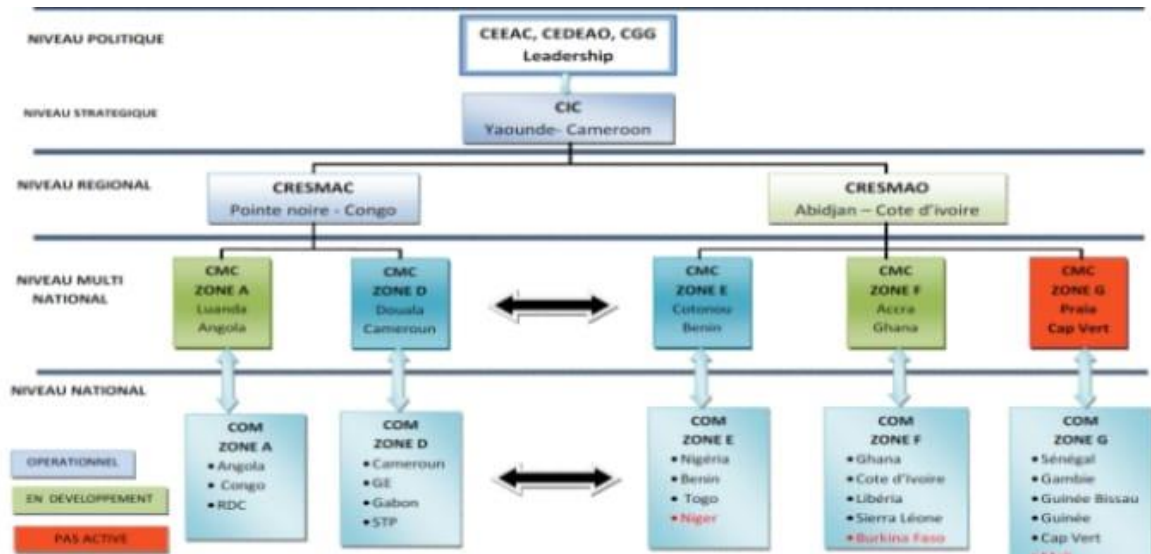 NIVEAU POLITIQUE
CEEAC, CEDEAO, CGG
Leadership
NIVEAU STRATEGIQUE
CIC
Yaounde- Cameroon
NIVEAU REGIONAL
CRESMAC
Pointe noire - Congo
CRESMAO
Abidjan – Cote d'ivoire
NIVEAU MULTI
NATIONAL
CMC
ZONE A
Luanda
Angola
CMC
ZONE D
Douala
Cameroun
CMC
ZONE E
Cotonou
Benin
CMC
ZONE F
Accra
Ghana
CMC
ZONE G
Praia
Cap Vert
NIVEAU NATIONAL
COM
ZONE A
• Angola
• Congo
• RDC
COM
ZONE D
• Cameroun
• GE
• Gabon
• STP
COM
ZONE E
• Nigéria
• Benin
• Togo
• Niger
COM
ZONE F
• Ghana
• Cote d'ivoire
• Libéria
• Sierra Léone
• Burkina Faso
COM
ZONE G
• Sénégal
• Gambie
• Guinée Bissau
• Guinée
• Cap Vert
OPERATIONNEL
EN DÉVELOPPEMENT
PAS ACTIVE